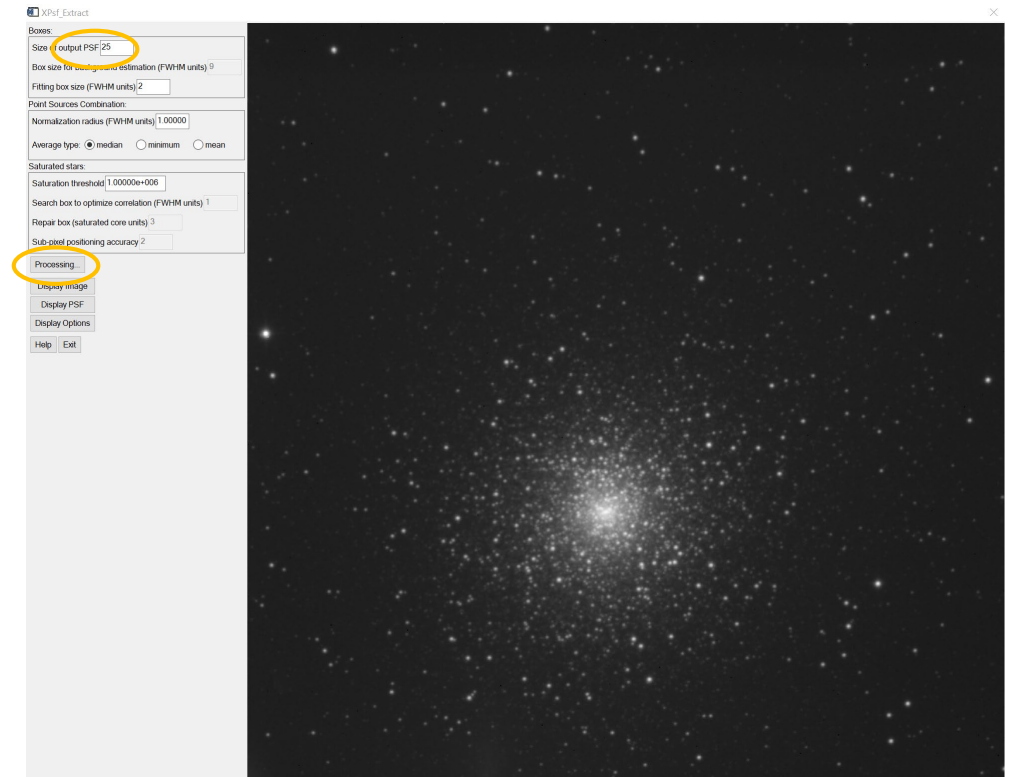 XPsf_Extract
Boxes:
Size of output PSF 25
Box size for background estimation (FWHM units) 9
Fitting box size (FWHM units) 2
Point Sources Combination:
Normalization radius (FWHM units) 1.00000
Average type: median minimum mean
Saturated stars:
Saturation threshold 1.00000e+006
Search box to optimize correlation (FWHM units) 1
Repair box (saturated core units) 3
Sub-pixel positioning accuracy 2
Processing...
Display Image
Display PSF
Display Options
Help Exit